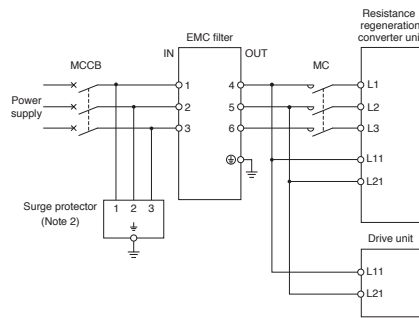 Resistance
regeneration
converter uni
EMC filter
IN
OUT
MCCB
MC
1
4
L1
Power
supply
2
5
L2
3
6
L3
L11
L21
Surge protector
(Note 2)
1 2 3
Drive unit
L11
L21